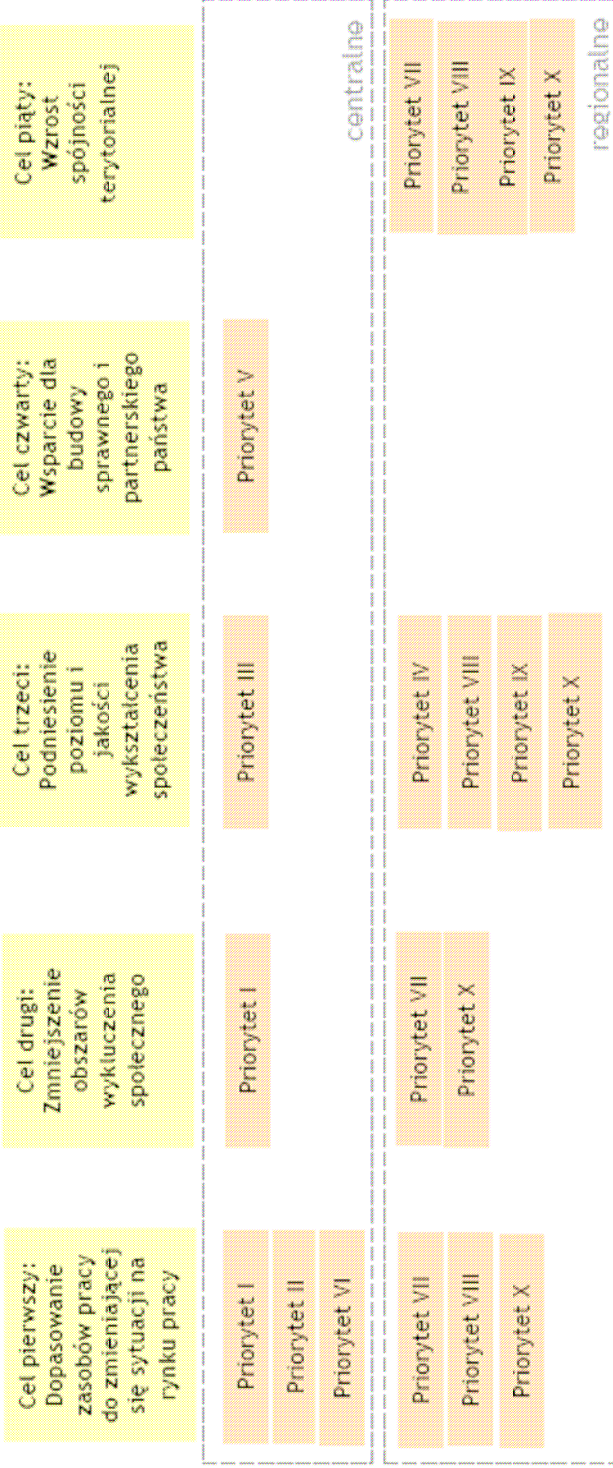 Cel pierwszy:
Dopasowanie
zasobów pracy
do zmieniającej
się sytuacji na
rynku pracy
Cel drugi:
Zmniejszenie
obszarów
wykluczenia
społecznego
Cel trzeci:
Podniesienie
poziomu i
jakości
wykształcenia
społeczeństwa
Cel czwarty:
Wsparcie dla
budowy
sprawnego i
partnerskiego
państwa
Cel piąty:
Wzrost
spójności
terytorialnej
Priorytet I
Priorytet II
Priorytet VI
Priorytet I
Priorytet III
Priorytet V
centralne
Priorytet VII
Priorytet VIII
Priorytet X
Priorytet VII
Priorytet X
Priorytet IV
Priorytet VIII
Priorytet IX
Priorytet X
Priorytet VII
Priorytet VIII
Priorytet IX
Priorytet X
regionalne